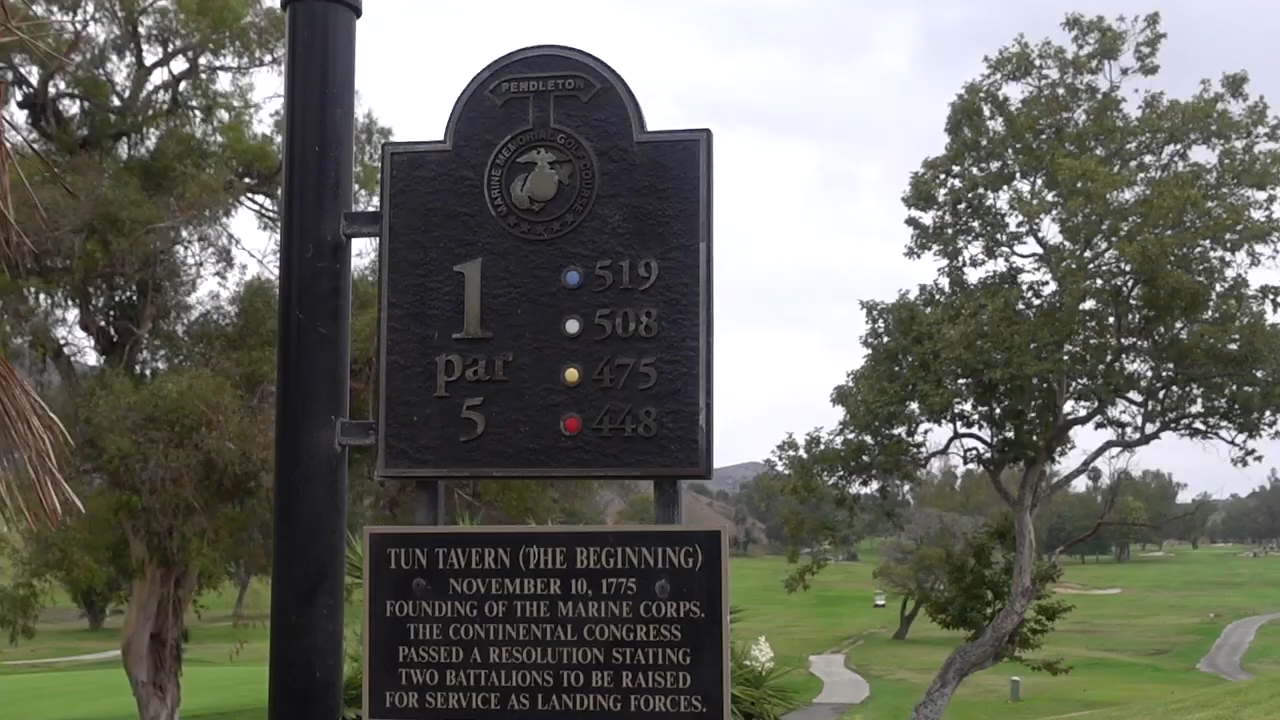 PENDLETON
MARINE MEMORIAL GOLF COURSE
1
par
5
519
508
475
448
TUN TAVERN (THE BEGINNING)
NOVEMBER 10, 1775
FOUNDING OF THE MARINE CORPS.
THE CONTINENTAL CONGRESS
PASSED A RESOLUTION STATING
TWO BATTALIONS TO BE RAISED
FOR SERVICE AS LANDING FORCES.